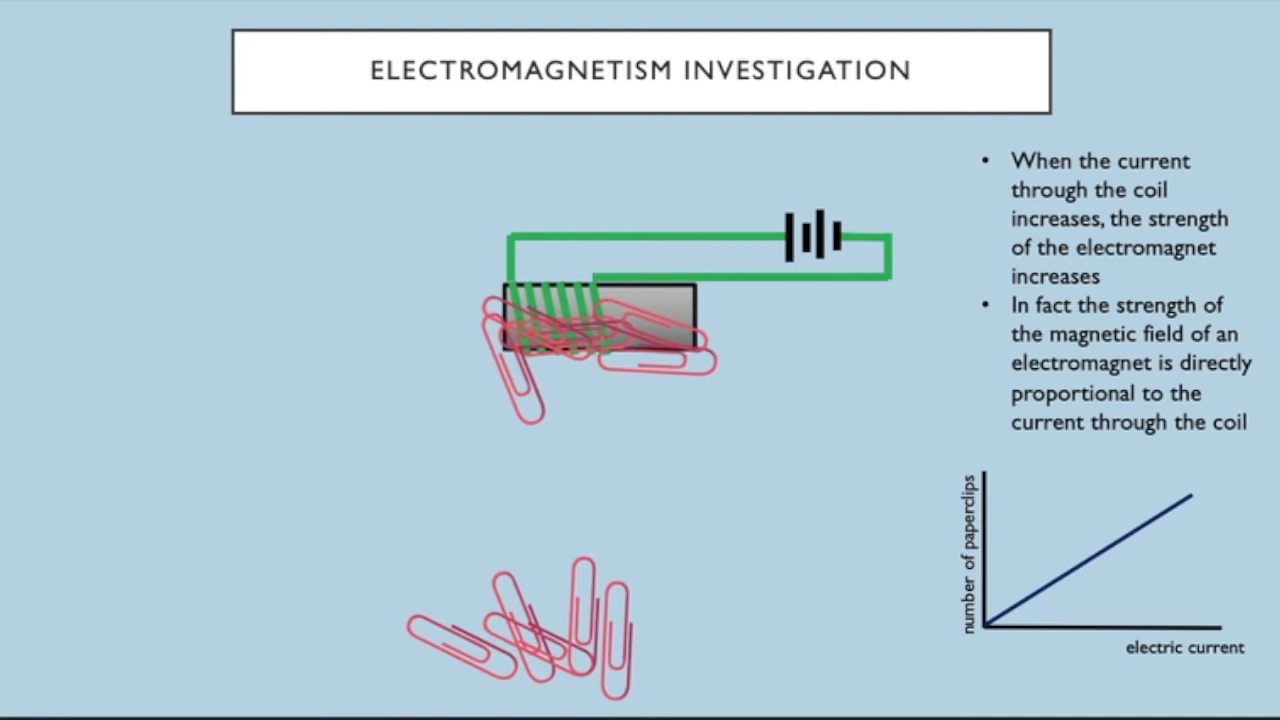 ELECTROMAGNETISM INVESTIGATION
• When the current
through the coil
increases, the strength
of the electromagnet
increases
• In fact the strength of
the magnetic field of an
electromagnet is directly
proportional to the
current through the coil
number of paperclips
electric current